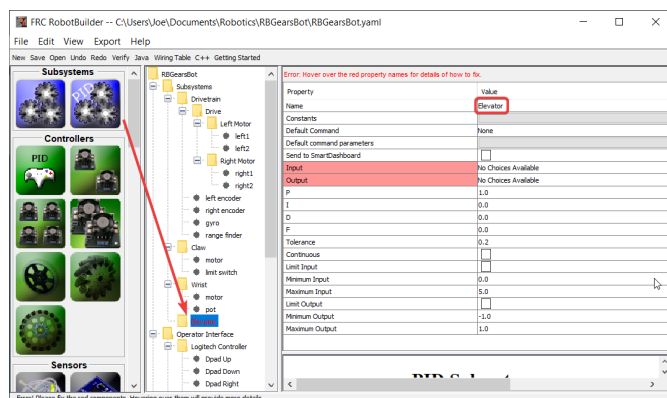 FRC RobotBuilder -- C:\Users\Joe\Documents\Robotics\RBGearsBot\RBGearsBot.yaml
File Edit View Export Help
New Save Open Undo Redo Verify Java Wiring Table C++ Getting Started
Subsystems
PID
Controllers
PID
Sensors
RBGearsBot
Subsystems
Drivetrain
Drive
Left Motor
left1
left2
Right Motor
right1
right2
left encoder
right encoder
gyro
range finder
Claw
motor
limit switch
Wrist
motor
pot
Elevator
Operator Interface
Logitech Controller
Dpad Up
Dpad Down
Dpad Right
Error: Hover over the red property names for details of how to fix.
Property Value
Name Elevator
Constants
Default Command None
Default command parameters
Send to SmartDashboard
Input No Choices Available
Output No Choices Available
P 1.0
I 0.0
D 0.0
F 0.0
Tolerance 0.2
Continuous
Limit Input
Minimum Input 0.0
Maximum Input 5.0
Limit Output
Minimum Output -1.0
Maximum Output 1.0